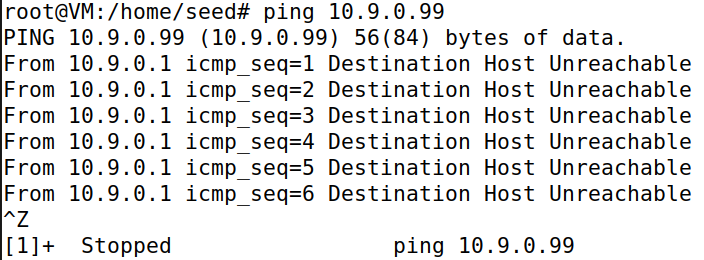 root@VM:/home/seed# ping 10.9.0.99
PING 10.9.0.99 (10.9.0.99) 56(84) bytes of data.
From 10.9.0.1 icmp_seq=1 Destination Host Unreachable
From 10.9.0.1 icmp_seq=2 Destination Host Unreachable
From 10.9.0.1 icmp_seq=3 Destination Host Unreachable
From 10.9.0.1 icmp_seq=4 Destination Host Unreachable
From 10.9.0.1 icmp_seq=5 Destination Host Unreachable
From 10.9.0.1 icmp_seq=6 Destination Host Unreachable
^Z
[1]+  Stopped                 ping 10.9.0.99